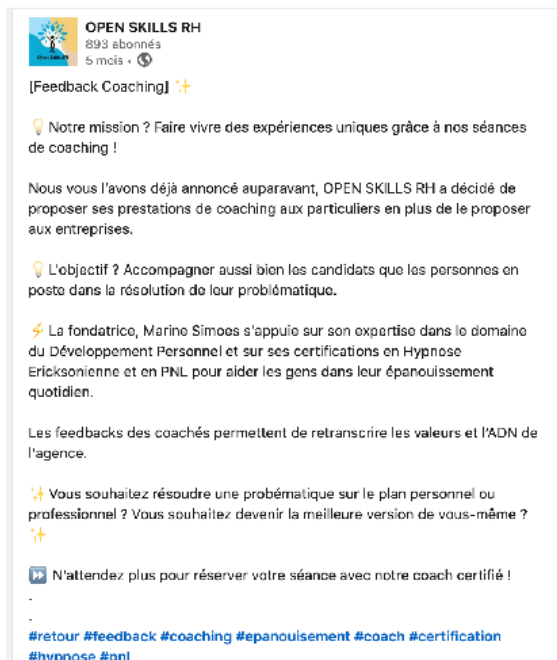 OPEN SKILLS RH
893 abonnés
5 mois •
[Feedback Coaching] ✨
💡 Notre mission ? Faire vivre des expériences uniques grâce à nos séances
de coaching !
Nous vous l'avons déjà annoncé auparavant, OPEN SKILLS RH a décidé de
proposer ses prestations de coaching aux particuliers en plus de le proposer
aux entreprises.
💡 L'objectif ? Accompagner aussi bien les candidats que les personnes en
poste dans la résolution de leur problématique.
⚡ La fondatrice, Marine Simoes s'appuie sur son expertise dans le domaine
du Développement Personnel et sur ses certifications en Hypnose
Ericksonienne et en PNL pour aider les gens dans leur épanouissement
quotidien.
Les feedbacks des coachés permettent de retranscrire les valeurs et l'ADN de
l'agence.
✨ Vous souhaitez résoudre une probématique sur le plan personnel ou
professionnel ? Vous souhaitez devenir la meilleure version de vous-même ?
✨
⏩ N'attendez plus pour réserver votre séance avec notre coach certifié !
.
.
#retour #feedback #coaching #epanouisement #coach #certification
#hypnose #pnl